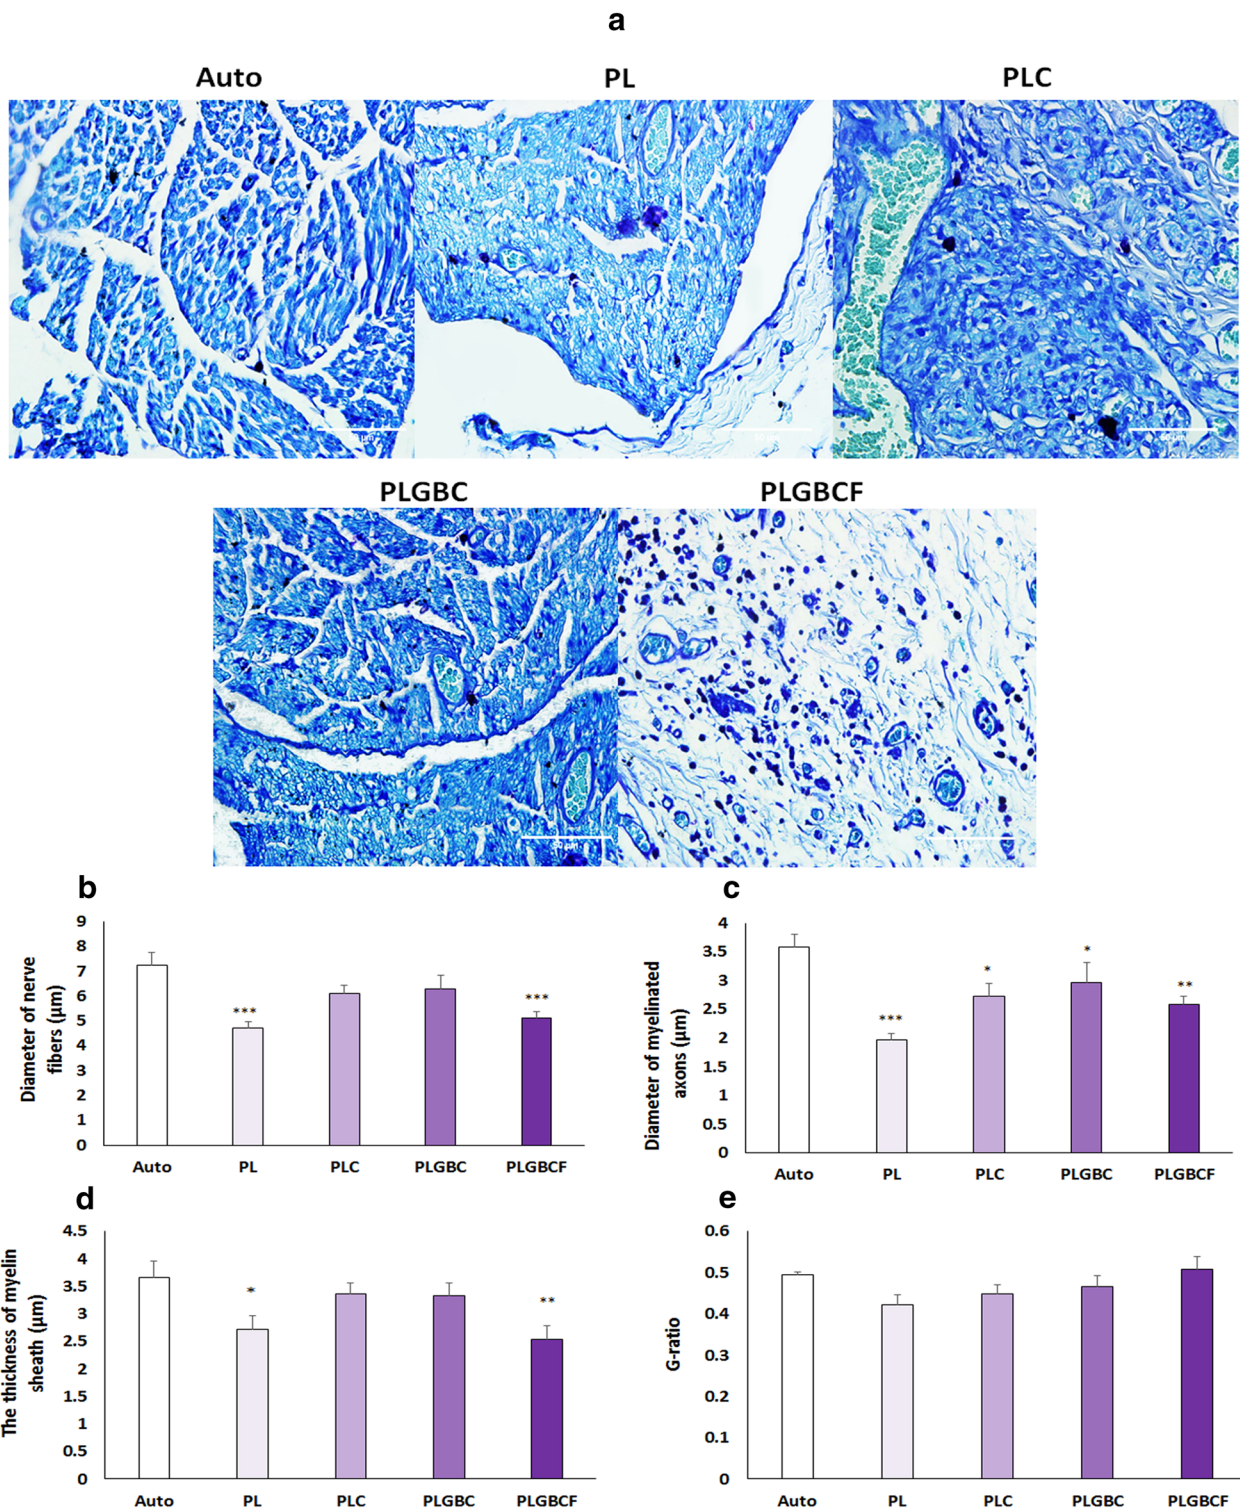 a
Auto PL PLC
50 µm
PLGBC PLGBCF
50 µm
b
9
8
7
6
5
4
3
2
1
0
Diameter of nerve
fibers (µm)
***
***
Auto PL PLC PLGBC PLGBCF
c
4
3.5
3
2.5
2
1.5
1
0.5
0
Diameter of myelinated
axons (µm)
***
*
*
**
Auto PL PLC PLGBC PLGBCF
d
4.5
4
3.5
3
2.5
2
1.5
1
0.5
0
The thickness of myelin
sheath (µm)
*
**
Auto PL PLC PLGBC PLGBCF
e
0.6
0.5
0.4
0.3
0.2
0.1
0
G-ratio
Auto PL PLC PLGBC PLGBCF